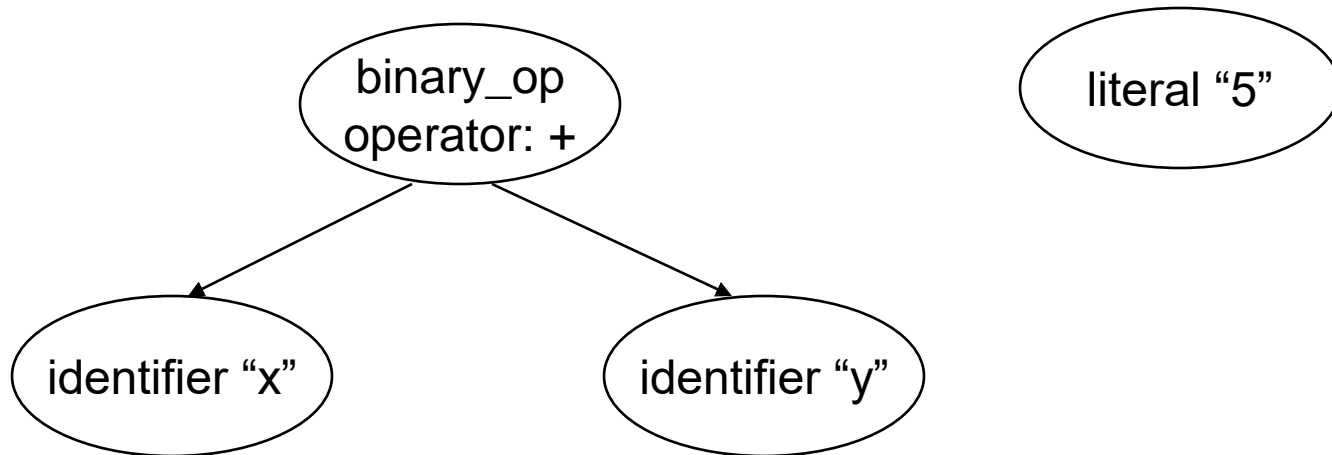 binary_op
operator: +
literal “5”
identifier “x”
identifier “y”